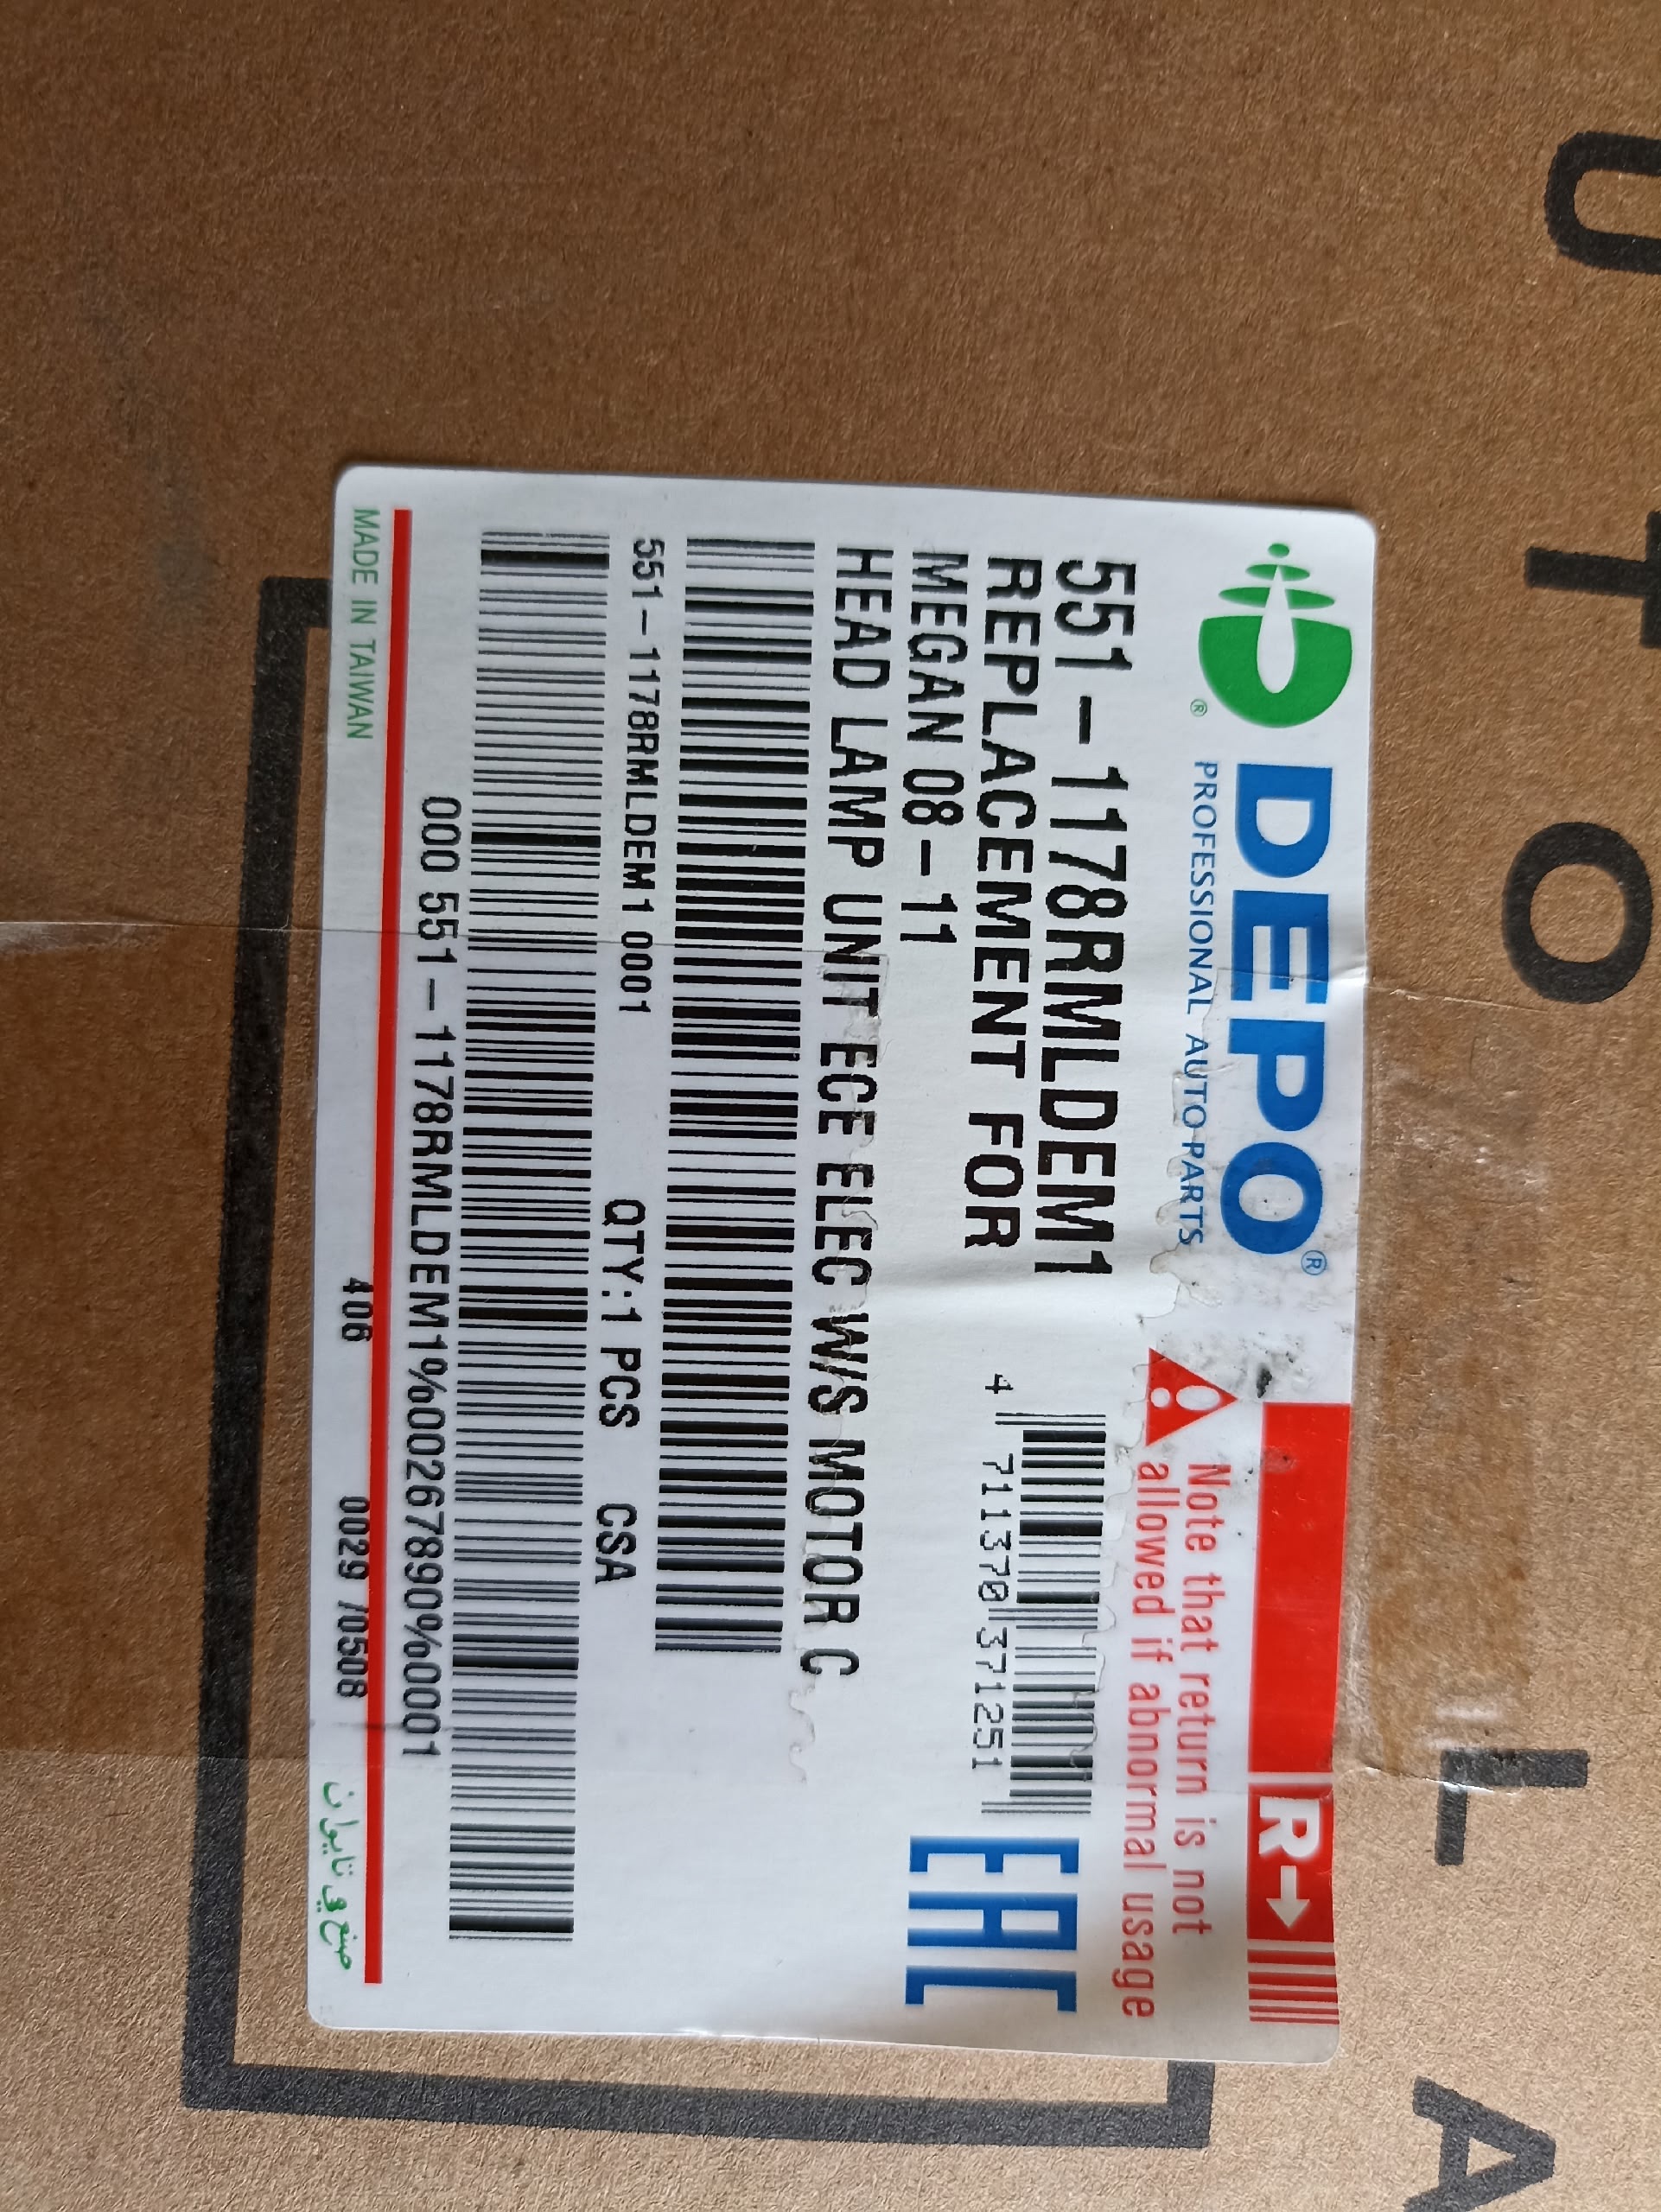 DEPO®
PROFESSIONAL AUTO PARTS
®
R→
Note that return is not
allowed if abnormal usage
551-1178RMLDEM1
REPLACEMENT FOR
MEGAN 08-11
HEAD LAMP UNIT ECE ELEC W/S MOTOR C
4 711370 371251
EAC
551-1178RMLDEM1 0001
QTY:1 PCS CSA
000 551-1178RMLDEM1%00267890%0001
MADE IN TAIWAN
406
0029 70508
صنع في تايوان
U T O L A